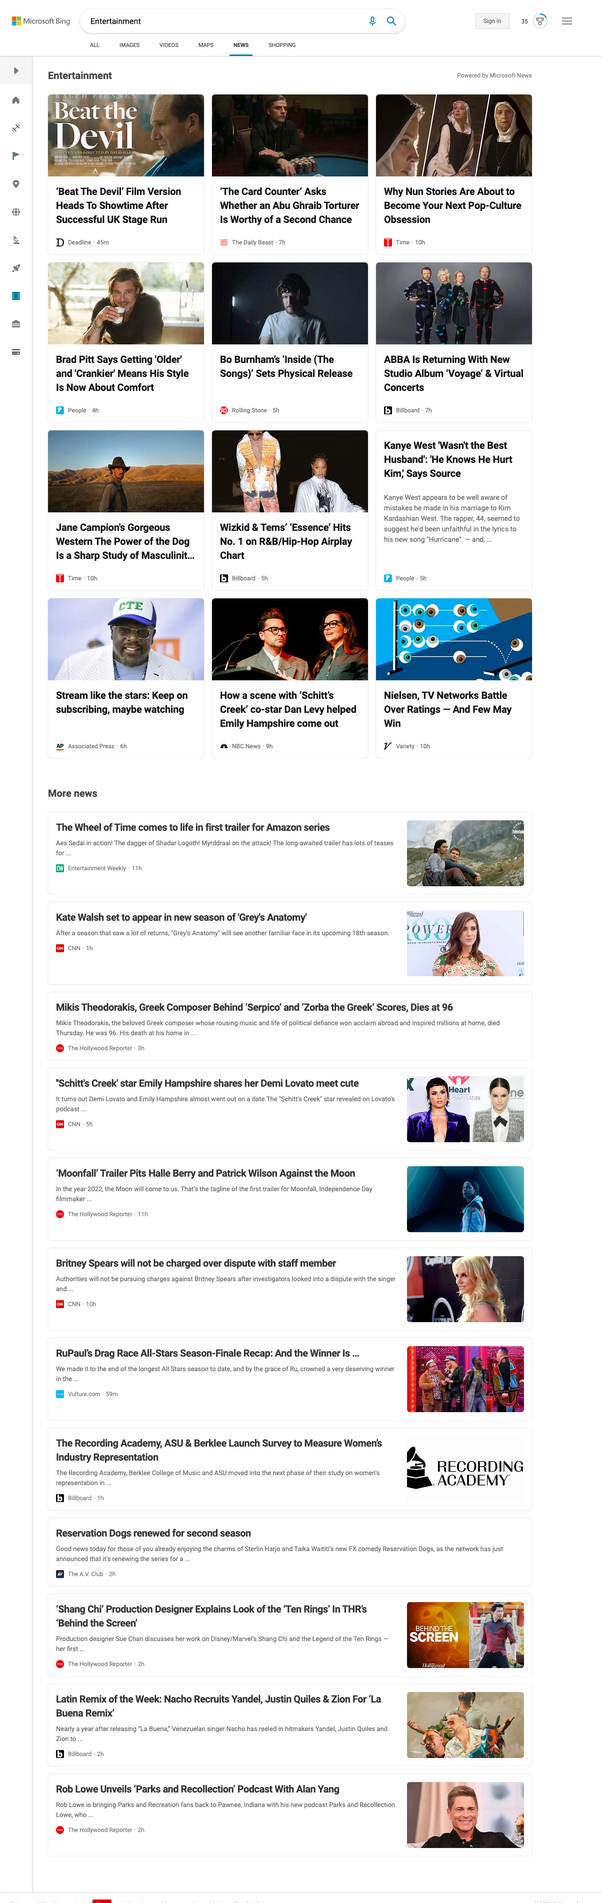 Microsoft Bing
Entertainment
Sign in
35
ALL
IMAGES
VIDEOS
MAPS
NEWS
SHOPPING
Entertainment
Powered by Microsoft News
Beat the
Devil
'Beat The Devil' Film Version
Heads To Showtime After
Successful UK Stage Run
Deadline · 45m
'The Card Counter' Asks
Whether an Abu Ghraib Torturer
Is Worthy of a Second Chance
The Daily Beast · 7h
Why Nun Stories Are About to
Become Your Next Pop-Culture
Obsession
Time · 10h
Brad Pitt Says Getting 'Older'
and 'Crankier' Means His Style
Is Now About Comfort
People · 4h
Bo Burnham's 'Inside (The
Songs)' Sets Physical Release
Rolling Stone · 5h
ABBA Is Returning With New
Studio Album 'Voyage' & Virtual
Concerts
Billboard · 7h
Jane Campion's Gorgeous
Western The Power of the Dog
Is a Sharp Study of Masculinit...
Time · 10h
Wizkid & Tems' 'Essence' Hits
No. 1 on R&B/Hip-Hop Airplay
Chart
Billboard · 5h
Kanye West 'Wasn't the Best
Husband': 'He Knows He Hurt
Kim,' Says Source
Kanye West appears to be well aware of
mistakes he made in his marriage to Kim
Kardashian West. The rapper, 44, seemed to
suggest he'd been unfaithful in the lyrics to
his new song "Hurricane" — and, ...
People · 5h
CTE
Stream like the stars: Keep on
subscribing, maybe watching
AP
Associated Press · 6h
How a scene with 'Schitt's
Creek' co-star Dan Levy helped
Emily Hampshire come out
NBC News · 9h
Nielsen, TV Networks Battle
Over Ratings — And Few May
Win
Variety · 10h
More news
The Wheel of Time comes to life in first trailer for Amazon series
Aes Sedai in action! The dagger of Shadar Logoth! Myrddraal on the attack! The long-awaited trailer has lots of teases
for ...
Entertainment Weekly · 11h
Kate Walsh set to appear in new season of 'Grey's Anatomy'
After a season that saw a lot of returns, "Grey's Anatomy" will see another familiar face in its upcoming 18th season.
CNN · 1h
POWER
Mikis Theodorakis, Greek Composer Behind 'Serpico' and 'Zorba the Greek' Scores, Dies at 96
Mikis Theodorakis, the beloved Greek composer whose rousing music and life of political defiance won acclaim abroad and inspired millions at home, died
Thursday. He was 96. His death at his home in ...
The Hollywood Reporter · 3h
"Schitt's Creek' star Emily Hampshire shares her Demi Lovato meet cute
It turns out Demi Lovato and Emily Hampshire almost went out on a date.The "Schitt's Creek" star revealed on Lovato's
podcast ...
CNN · 5h
iHeart
'Moonfall' Trailer Pits Halle Berry and Patrick Wilson Against the Moon
In the year 2022, the Moon will come to us. That's the tagline of the first trailer for Moonfall, Independence Day
filmmaker ...
The Hollywood Reporter · 11h
Britney Spears will not be charged over dispute with staff member
Authorities will not be pursuing charges against Britney Spears after investigators looked into a dispute with the singer
and ...
CNN · 10h
RuPaul's Drag Race All-Stars Season-Finale Recap: And the Winner Is ...
We made it to the end of the longest All Stars season to date, and by the grace of Ru, crowned a very deserving winner
in the ...
Vulture.com · 59m
The Recording Academy, ASU & Berklee Launch Survey to Measure Women's
Industry Representation
The Recording Academy, Berklee College of Music and ASU moved into the next phase of their study on women's
representation in ...
Billboard · 1h
RECORDING
ACADEMY
Reservation Dogs renewed for second season
Good news today for those of you already enjoying the charms of Sterlin Harjo and Taika Waititi's new FX comedy Reservation Dogs, as the network has just
announced that it's renewing the series for a ...
The A.V. Club · 2h
'Shang Chi' Production Designer Explains Look of the 'Ten Rings' In THR's
'Behind the Screen'
Production designer Sue Chan discusses her work on Disney/Marvel's Shang Chi and the Legend of the Ten Rings —
her first ...
The Hollywood Reporter · 2h
BEHIND THE
SCREEN
Latin Remix of the Week: Nacho Recruits Yandel, Justin Quiles & Zion For 'La
Buena Remix'
Nearly a year after releasing "La Buena," Venezuelan singer Nacho has reeled in hitmakers Yandel, Justin Quiles and
Zion to ...
Billboard · 2h
Rob Lowe Unveils 'Parks and Recollection' Podcast With Alan Yang
Rob Lowe is bringing Parks and Recreation fans back to Pawnee, Indiana with his new podcast Parks and Recollection.
Lowe, who ...
The Hollywood Reporter · 2h